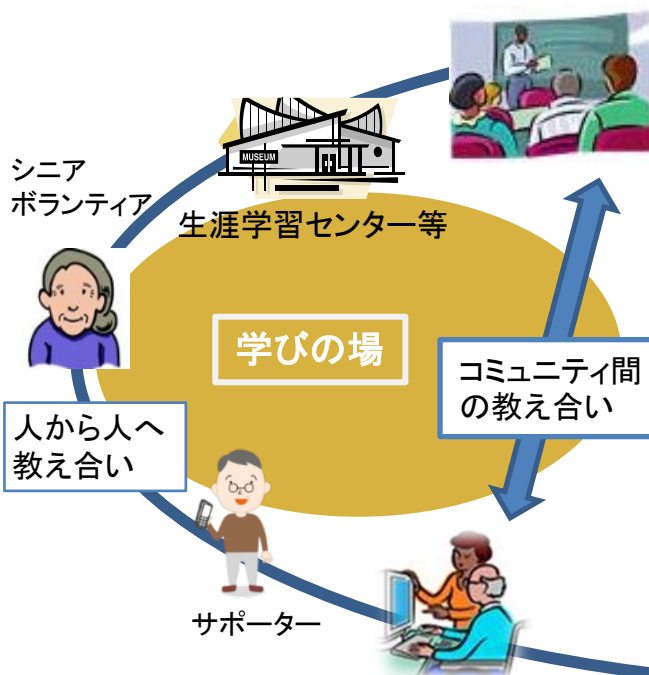 MUSEUM
シニア
ボランティア
生涯学習センター等
学びの場
コミュニティ間
の教え合い
人から人へ
教え合い
サポーター